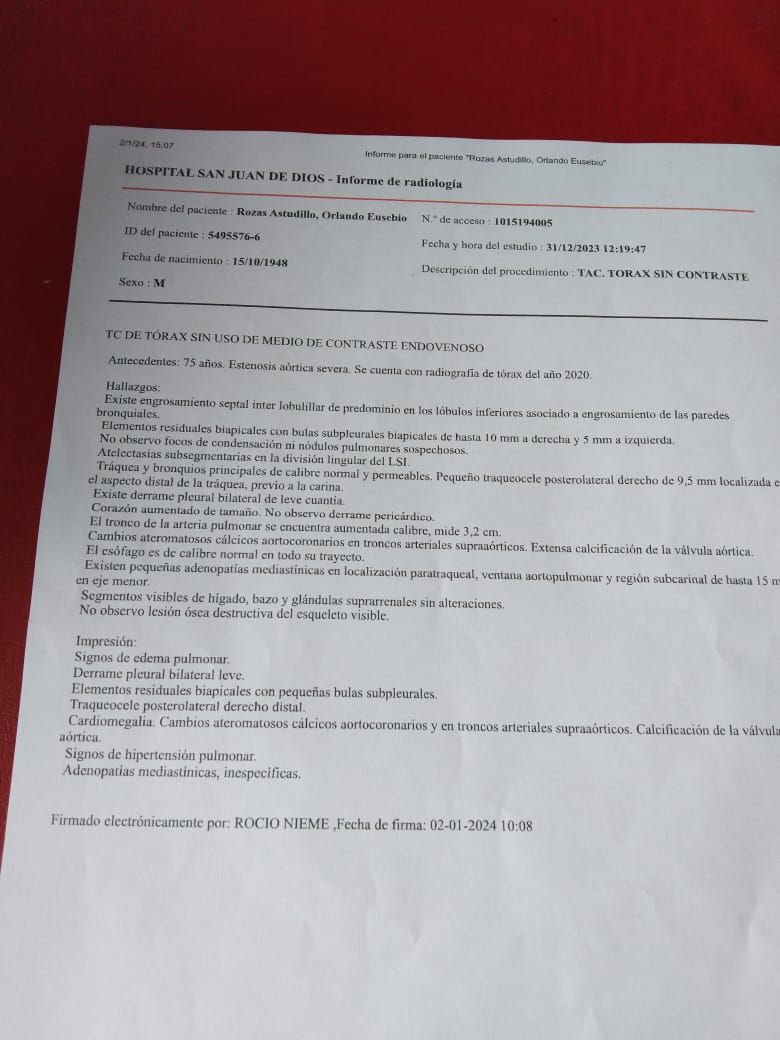 2/1/24, 15:07
Informe para el paciente "Rozas Astudillo, Orlando Eusebio"
HOSPITAL SAN JUAN DE DIOS - Informe de radiología
Nombre del paciente : Rozas Astudillo, Orlando Eusebio
N.º de acceso : 1015194005
ID del paciente : 5495576-6
Fecha y hora del estudio : 31/12/2023 12:19:47
Fecha de nacimiento : 15/10/1948
Descripción del procedimiento : TAC. TORAX SIN CONTRASTE
Sexo : M
TC DE TÓRAX SIN USO DE MEDIO DE CONTRASTE ENDOVENOSO
Antecedentes: 75 años. Estenosis aórtica severa. Se cuenta con radiografía de tórax del año 2020.
Hallazgos:
Existe engrosamiento septal inter lobulillar de predominio en los lóbulos inferiores asociado a engrosamiento de las paredes
bronquiales.
Elementos residuales biapicales con bulas subpleurales biapicales de hasta 10 mm a derecha y 5 mm a izquierda.
No observo focos de condensación ni nódulos pulmonares sospechosos.
Atelectasias subsegmentarias en la división lingular del LSI.
Tráquea y bronquios principales de calibre normal y permeables. Pequeño traqueocele posterolateral derecho de 9,5 mm localizada e
el aspecto distal de la tráquea, previo a la carina.
Existe derrame pleural bilateral de leve cuantia.
Corazón aumentado de tamaño. No observo derrame pericárdico.
El tronco de la arteria pulmonar se encuentra aumentada calibre, mide 3,2 cm.
Cambios ateromatosos cálcicos aortocoronarios en troncos arteriales supraaórticos. Extensa calcificación de la válvula aórtica.
El esófago es de calibre normal en todo su trayecto.
Existen pequeñas adenopatías mediastínicas en localización paratraqueal, ventana aortopulmonar y región subcarinal de hasta 15 m
en eje menor.
Segmentos visibles de hígado, bazo y glándulas suprarrenales sin alteraciones.
No observo lesión ósea destructiva del esqueleto visible.
Impresión:
Signos de edema pulmonar.
Derrame pleural bilateral leve.
Elementos residuales biapicales con pequeñas bulas subpleurales.
Traqueocele posterolateral derecho distal.
Cardiomegalia. Cambios ateromatosos cálcicos aortocoronarios y en troncos arteriales supraaórticos. Calcificación de la válvula
aórtica.
Signos de hipertensión pulmonar.
Adenopatías mediastínicas, inespecíficas.
Firmado electrónicamente por: ROCIO NIEME ,Fecha de firma: 02-01-2024 10:08